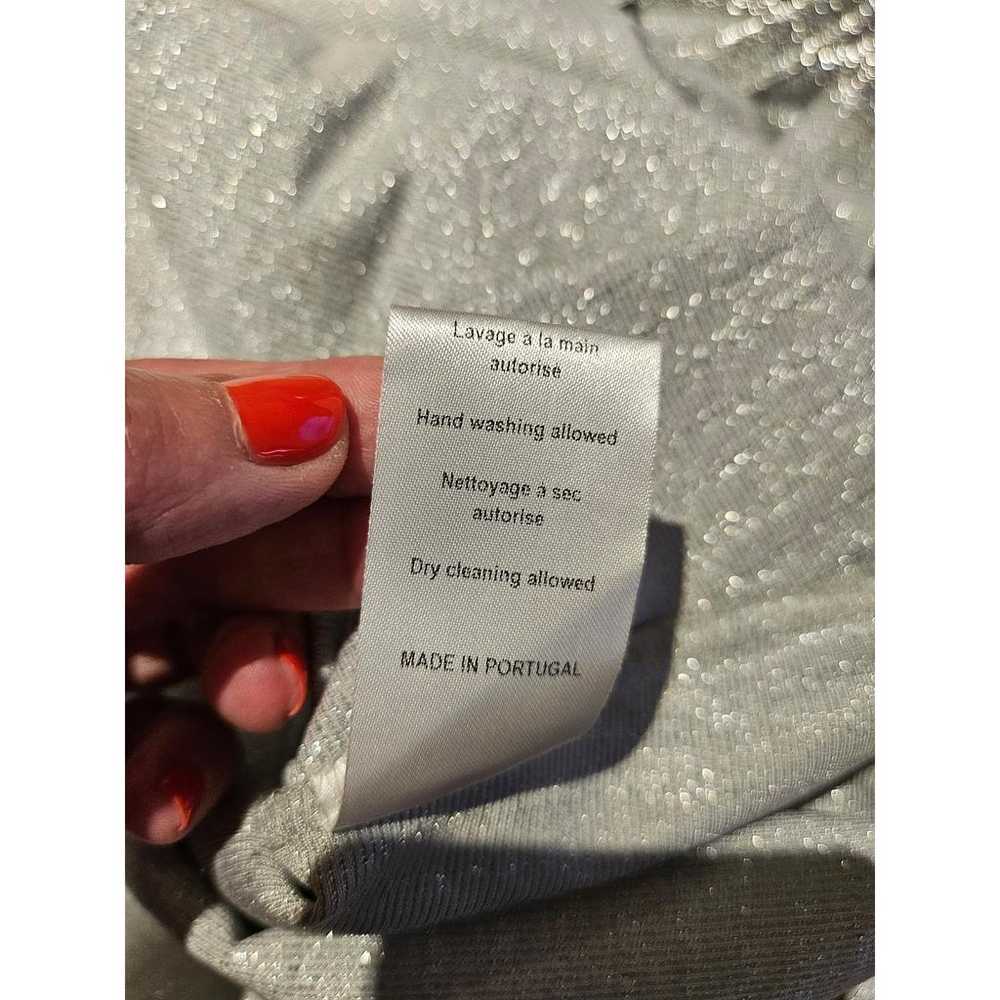 Lavage a la main
autorise
Hand washing allowed
Nettoyage à sec
autorise
Dry cleaning allowed
MADE IN PORTUGAL